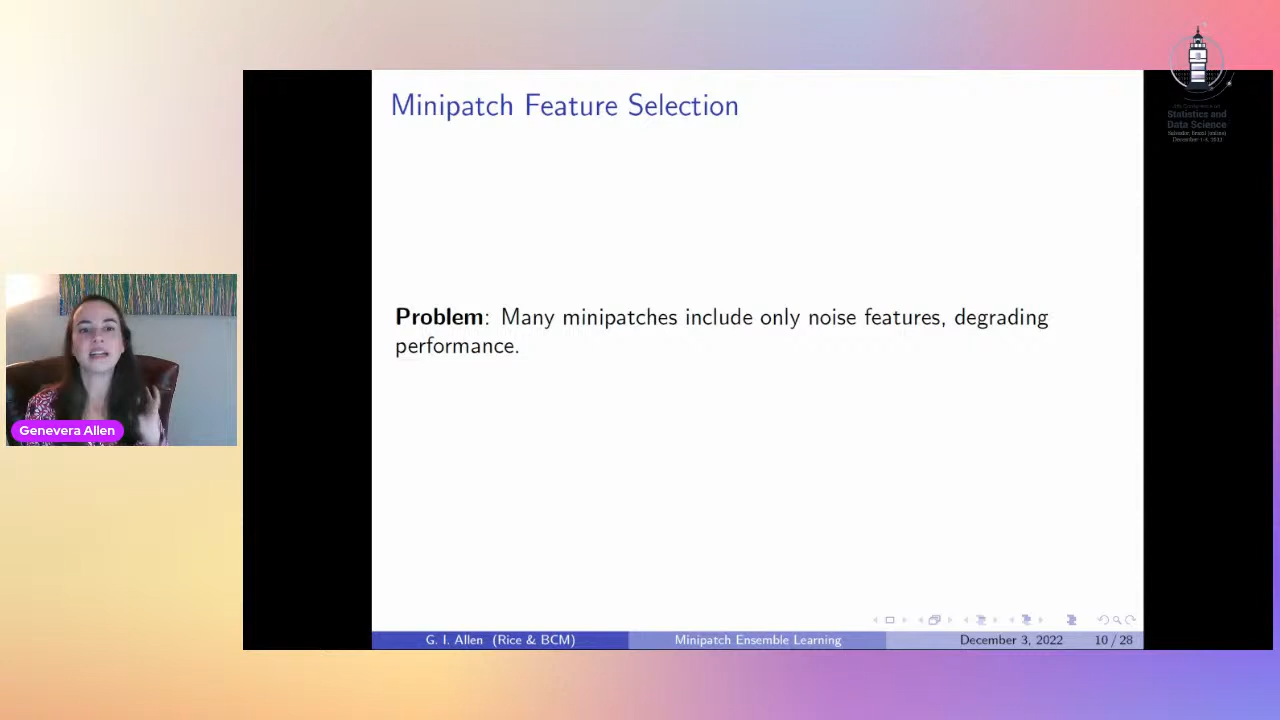 Minipatch Feature Selection
Problem: Many minipatches include only noise features, degrading
performance.
G. I. Allen (Rice & BCM)
Minipatch Ensemble Learning
December 3, 2022
10 / 28
Genevera Allen
Statistics and
Data Science